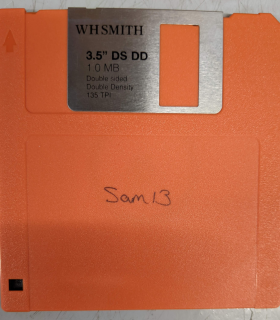 WHSMITH
3.5" DS DD
1.0 MB
Double sided
Double Density
135 TPI
Sam 13